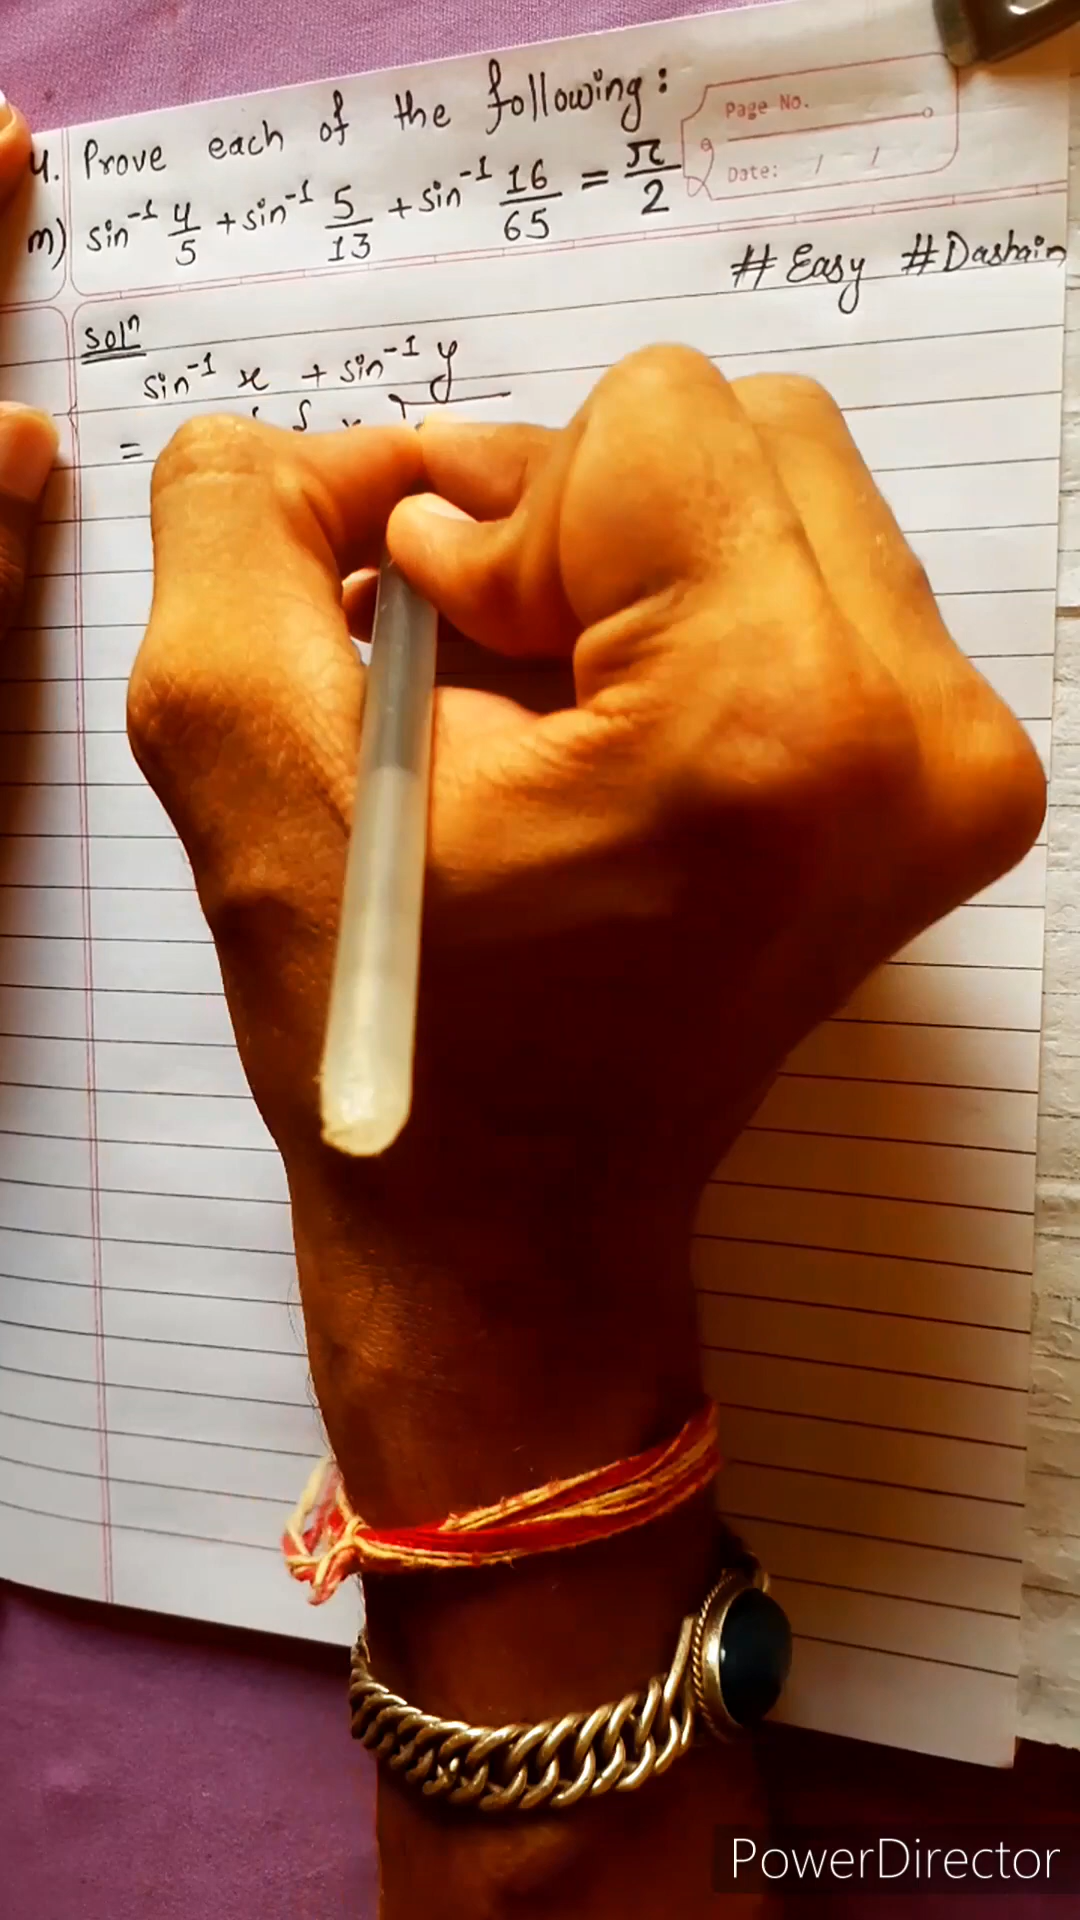 4. Prove each of the following:
Page No.
Date: / /
m) sin⁻¹ 4/5 + sin⁻¹ 5/13 + sin⁻¹ 16/65 = π/2
#Easy #Dashain
Solⁿ
sin⁻¹ x + sin⁻¹ y
=
PowerDirector